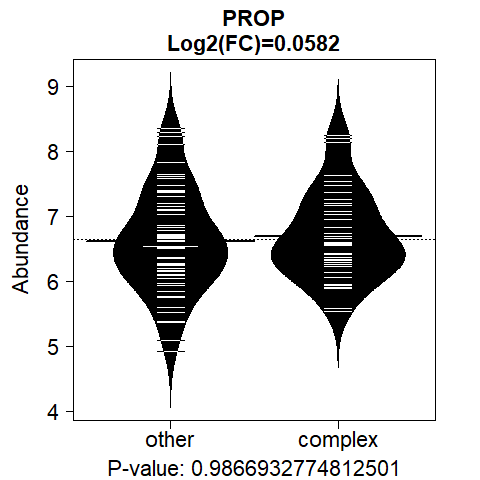 PROP
Log2(FC)=0.0582
Abundance
9
8
7
6
5
4
other complex
P-value: 0.9866932774812501